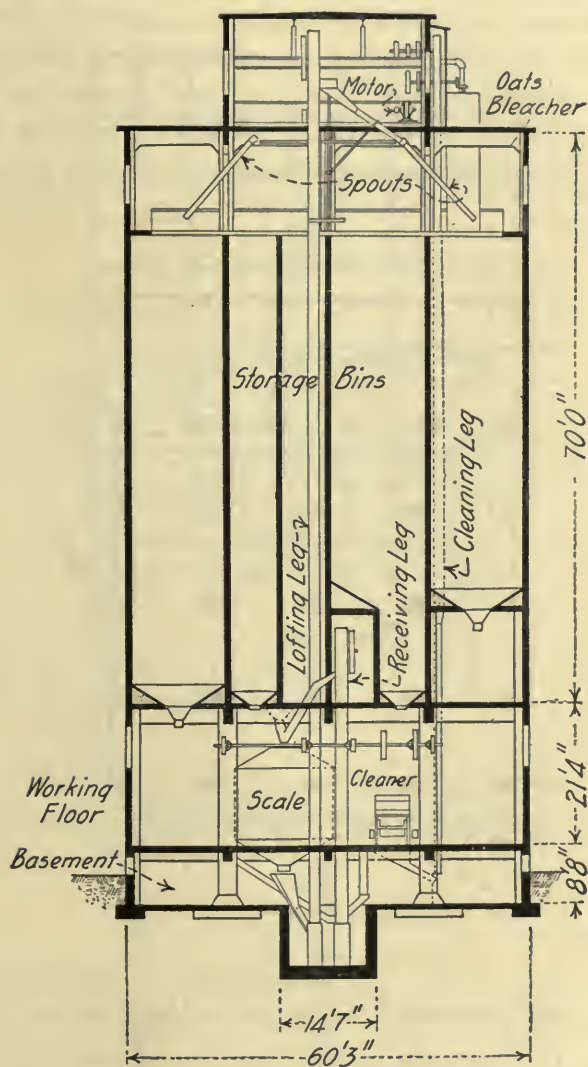 Motor
Oats
Bleacher
Spouts
Storage Bins
70'0"
Cleaning Leg
Lofting Leg
Receiving Leg
Working
Floor
Scale
Cleaner
21'4"
Basement
8'8"
14'7"
60'3"